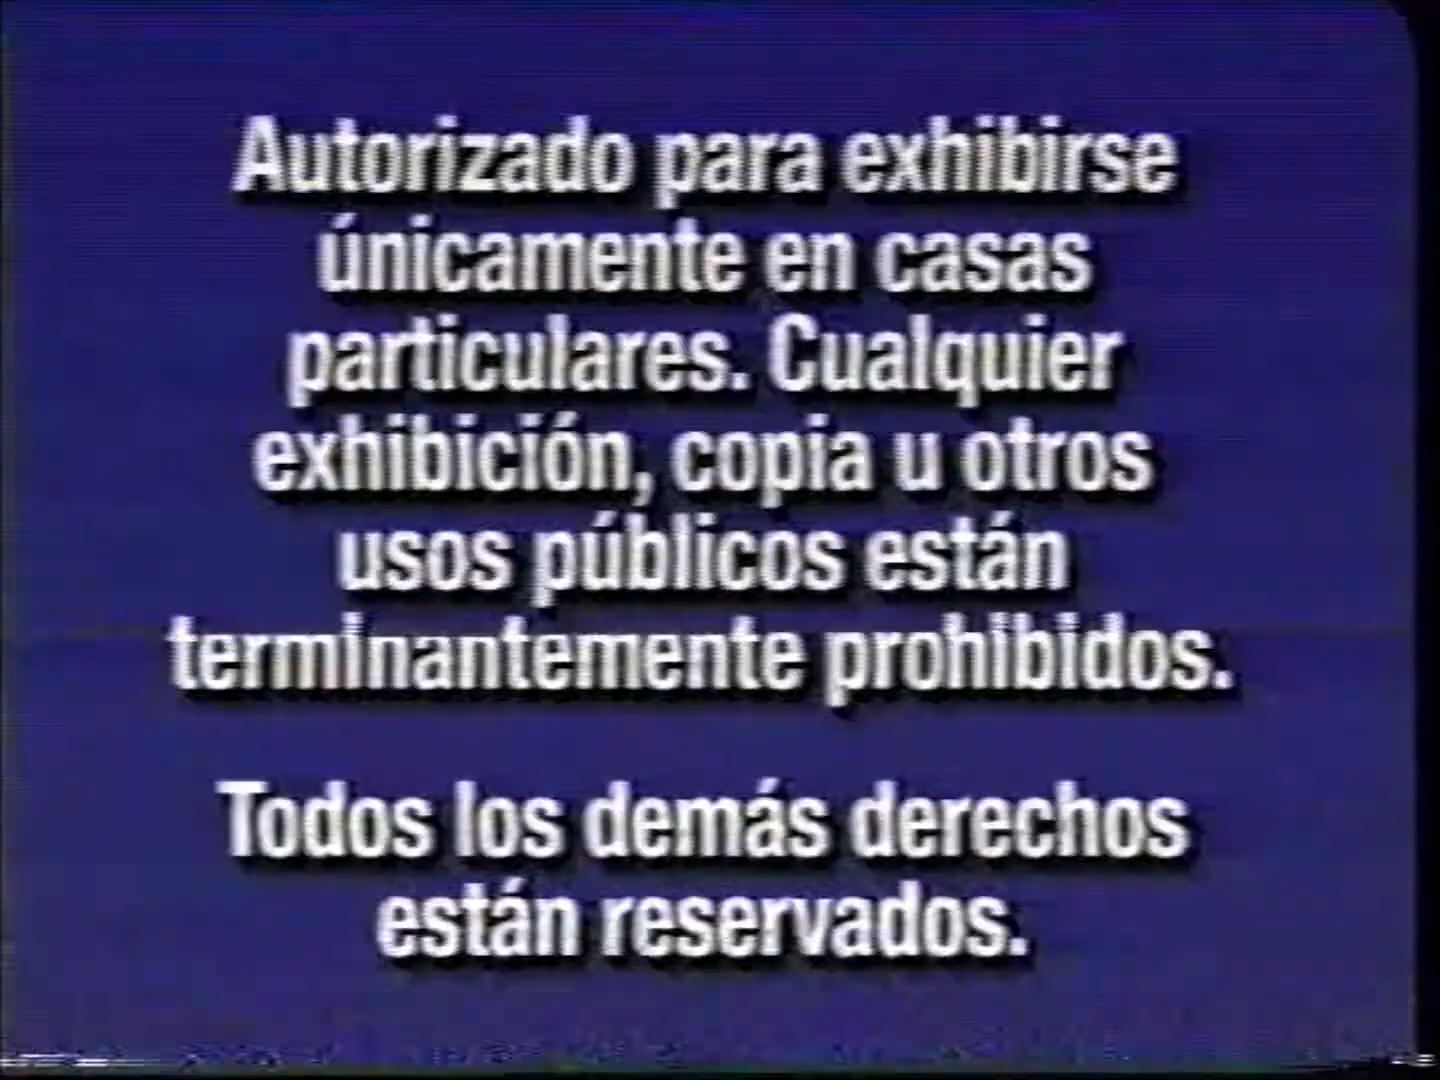 Autorizado para exhibirse
únicamente en casas
particulares. Cualquier
exhibición, copia u otros
usos públicos están
terminantemente prohibidos.
Todos los demás derechos
están reservados.